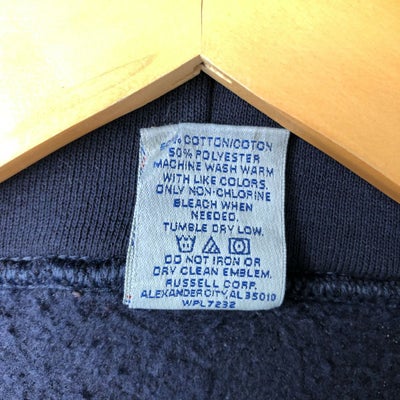 50% COTTON/COTON
50% POLYESTER
MACHINE WASH WARM
WITH LIKE COLORS.
ONLY NON-CHLORINE
BLEACH WHEN
NEEDED.
TUMBLE DRY LOW.
DO NOT IRON OR
DRY CLEAN EMBLEM.
RUSSELL CORP.
ALEXANDER CITY, AL 35010
WPL7232